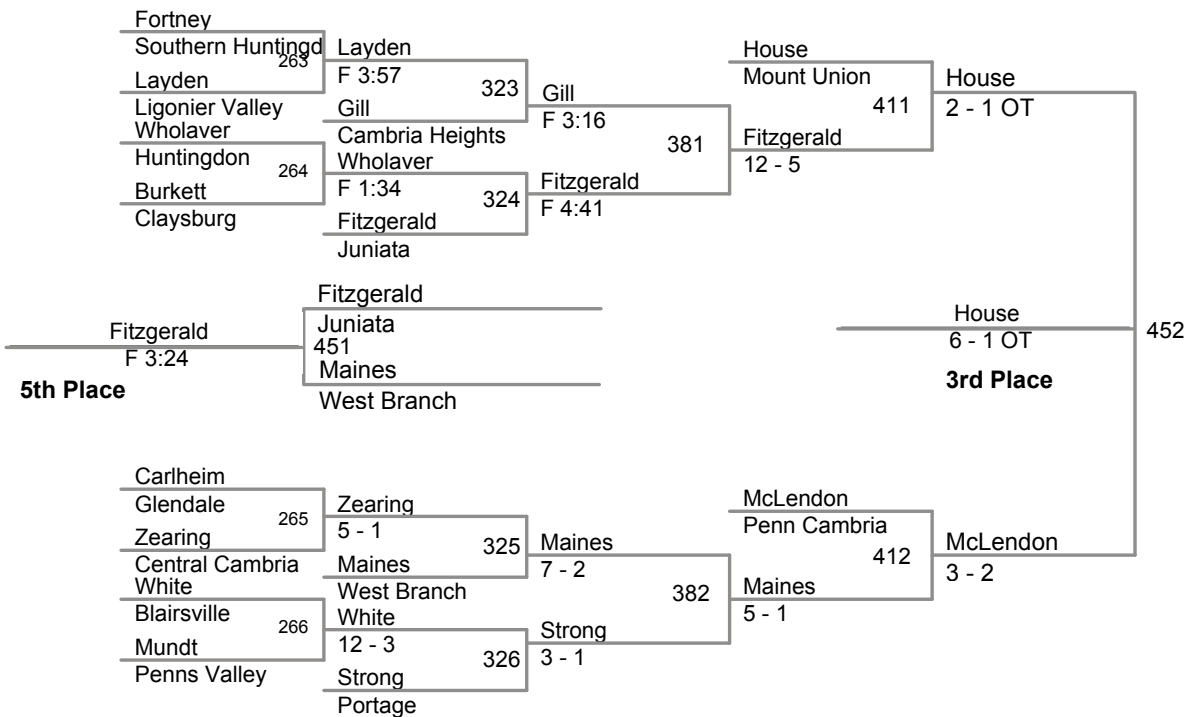 Fortney
Southern Huntingd
263
Layden
Ligonier Valley
Layden
F 3:57
323
Gill
Cambria Heights
Wholaver
Huntingdon
264
Burkett
Claysburg
Wholaver
F 1:34
324
Fitzgerald
Juniata
Gill
F 3:16
381
Fitzgerald
F 4:41
House
Mount Union
411
Fitzgerald
12 - 5
House
2 - 1 OT
Fitzgerald
Juniata
451
Maines
West Branch
Fitzgerald
F 3:24
5th Place
House
6 - 1 OT
3rd Place
452
Carlheim
Glendale
265
Zearing
Central Cambria
Zearing
5 - 1
325
Maines
West Branch
White
Blairsville
266
Mundt
Penns Valley
White
12 - 3
326
Strong
Portage
Maines
7 - 2
382
Strong
3 - 1
McLendon
Penn Cambria
412
Maines
5 - 1
McLendon
3 - 2